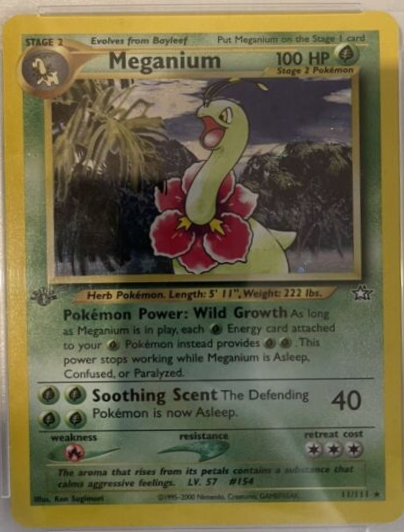 STAGE 2 Evolves from Bayleef Put Meganium on the Stage 1 card
Meganium 100 HP
Stage 2 Pokémon
Herb Pokémon. Length: 5' 11", Weight: 222 lbs.
Pokémon Power: Wild Growth As long
as Meganium is in play, each Energy card attached
to your Pokémon instead provides . This
power stops working while Meganium is Asleep,
Confused, or Paralyzed.
Soothing Scent The Defending 40
Pokémon is now Asleep.
weakness resistance retreat cost
The aroma that rises from its petals contains a substance that
calms aggressive feelings. LV. 57 #154
Illus. Ken Sugimori ©1995-2000 Nintendo, Creatures, GAMEFREAK. 11/111